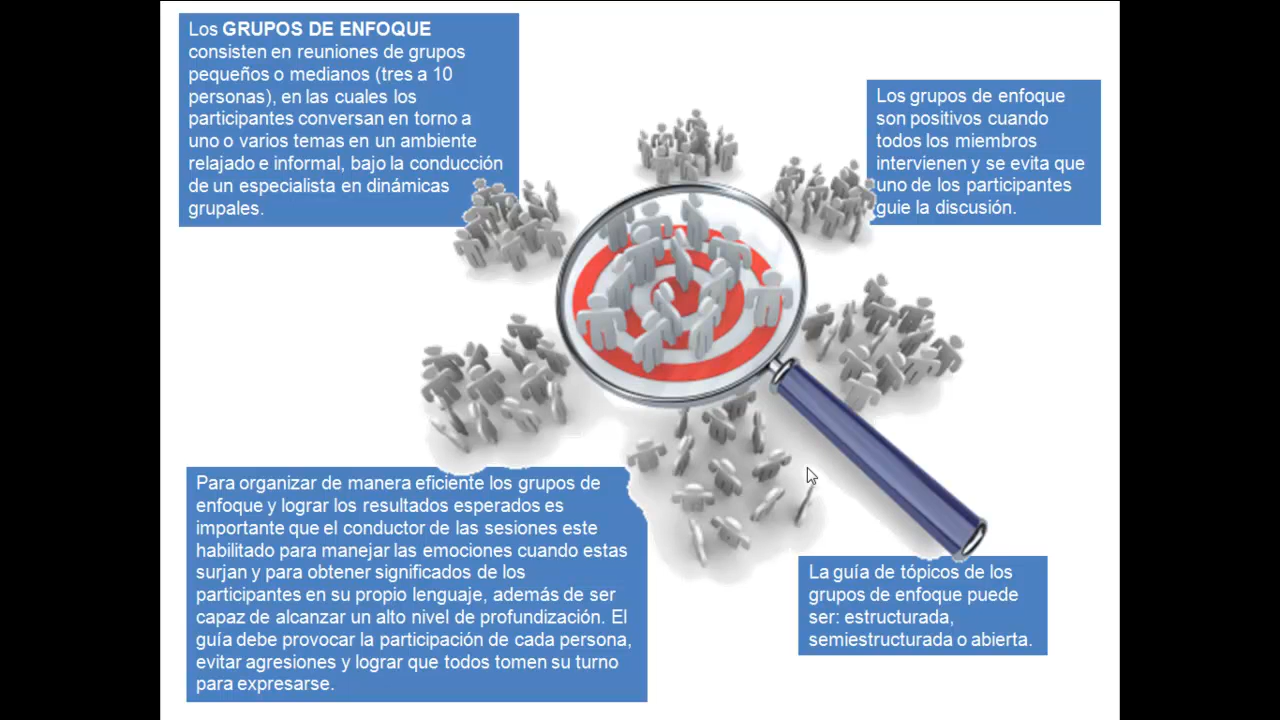 Los GRUPOS DE ENFOQUE
consisten en reuniones de grupos
pequeños o medianos (tres a 10
personas), en las cuales los
participantes conversan en torno a
uno o varios temas en un ambiente
relajado e informal, bajo la conducción
de un especialista en dinámicas
grupales.
Los grupos de enfoque
son positivos cuando
todos los miembros
intervienen y se evita que
uno de los participantes
guie la discusión.
Para organizar de manera eficiente los grupos de
enfoque y lograr los resultados esperados es
importante que el conductor de las sesiones este
habilitado para manejar las emociones cuando estas
surjan y para obtener significados de los
participantes en su propio lenguaje, además de ser
capaz de alcanzar un alto nivel de profundización. El
guía debe provocar la participación de cada persona,
evitar agresiones y lograr que todos tomen su turno
para expresarse.
La guía de tópicos de los
grupos de enfoque puede
ser: estructurada,
semiestructurada o abierta.